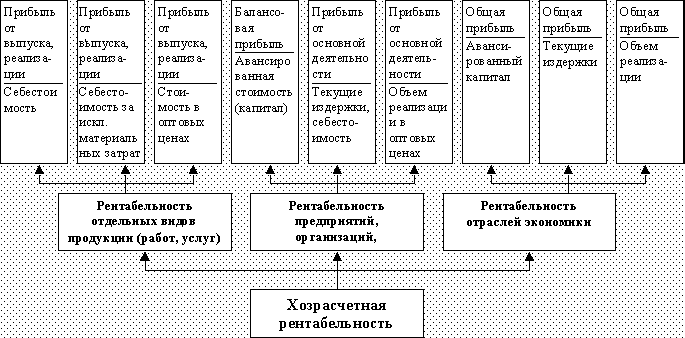 Прибыль
от
выпуска,
реализа-
ции
Себестои
мость
Прибыль
от
выпуска,
реализа-
ции
Себесто-
имость за
искл.
материаль
ных затрат
Прибыль
от
выпуска,
реализа-
ции
Стои-
мость в
оптовых
ценах
Балансо-
вая
прибыль
Авансиро
ванная
стоимость
(капитал)
Прибыль
от
основной
деятельно
сти
Текущие
издержки,
себесто-
имость
Прибыль
от
основной
деятель-
ности
Объем
реализаци
и в
оптовых
ценах
Общая
прибыль
Аванси-
рованный
капитал
Общая
прибыль
Текущие
издержки
Общая
прибыль
Объем
реализа-
ции
Рентабельность
отдельных видов
продукции (работ, услуг)
Рентабельность
предприятий,
организаций,
Рентабельность
отраслей экономики
Хозрасчетная
рентабельность